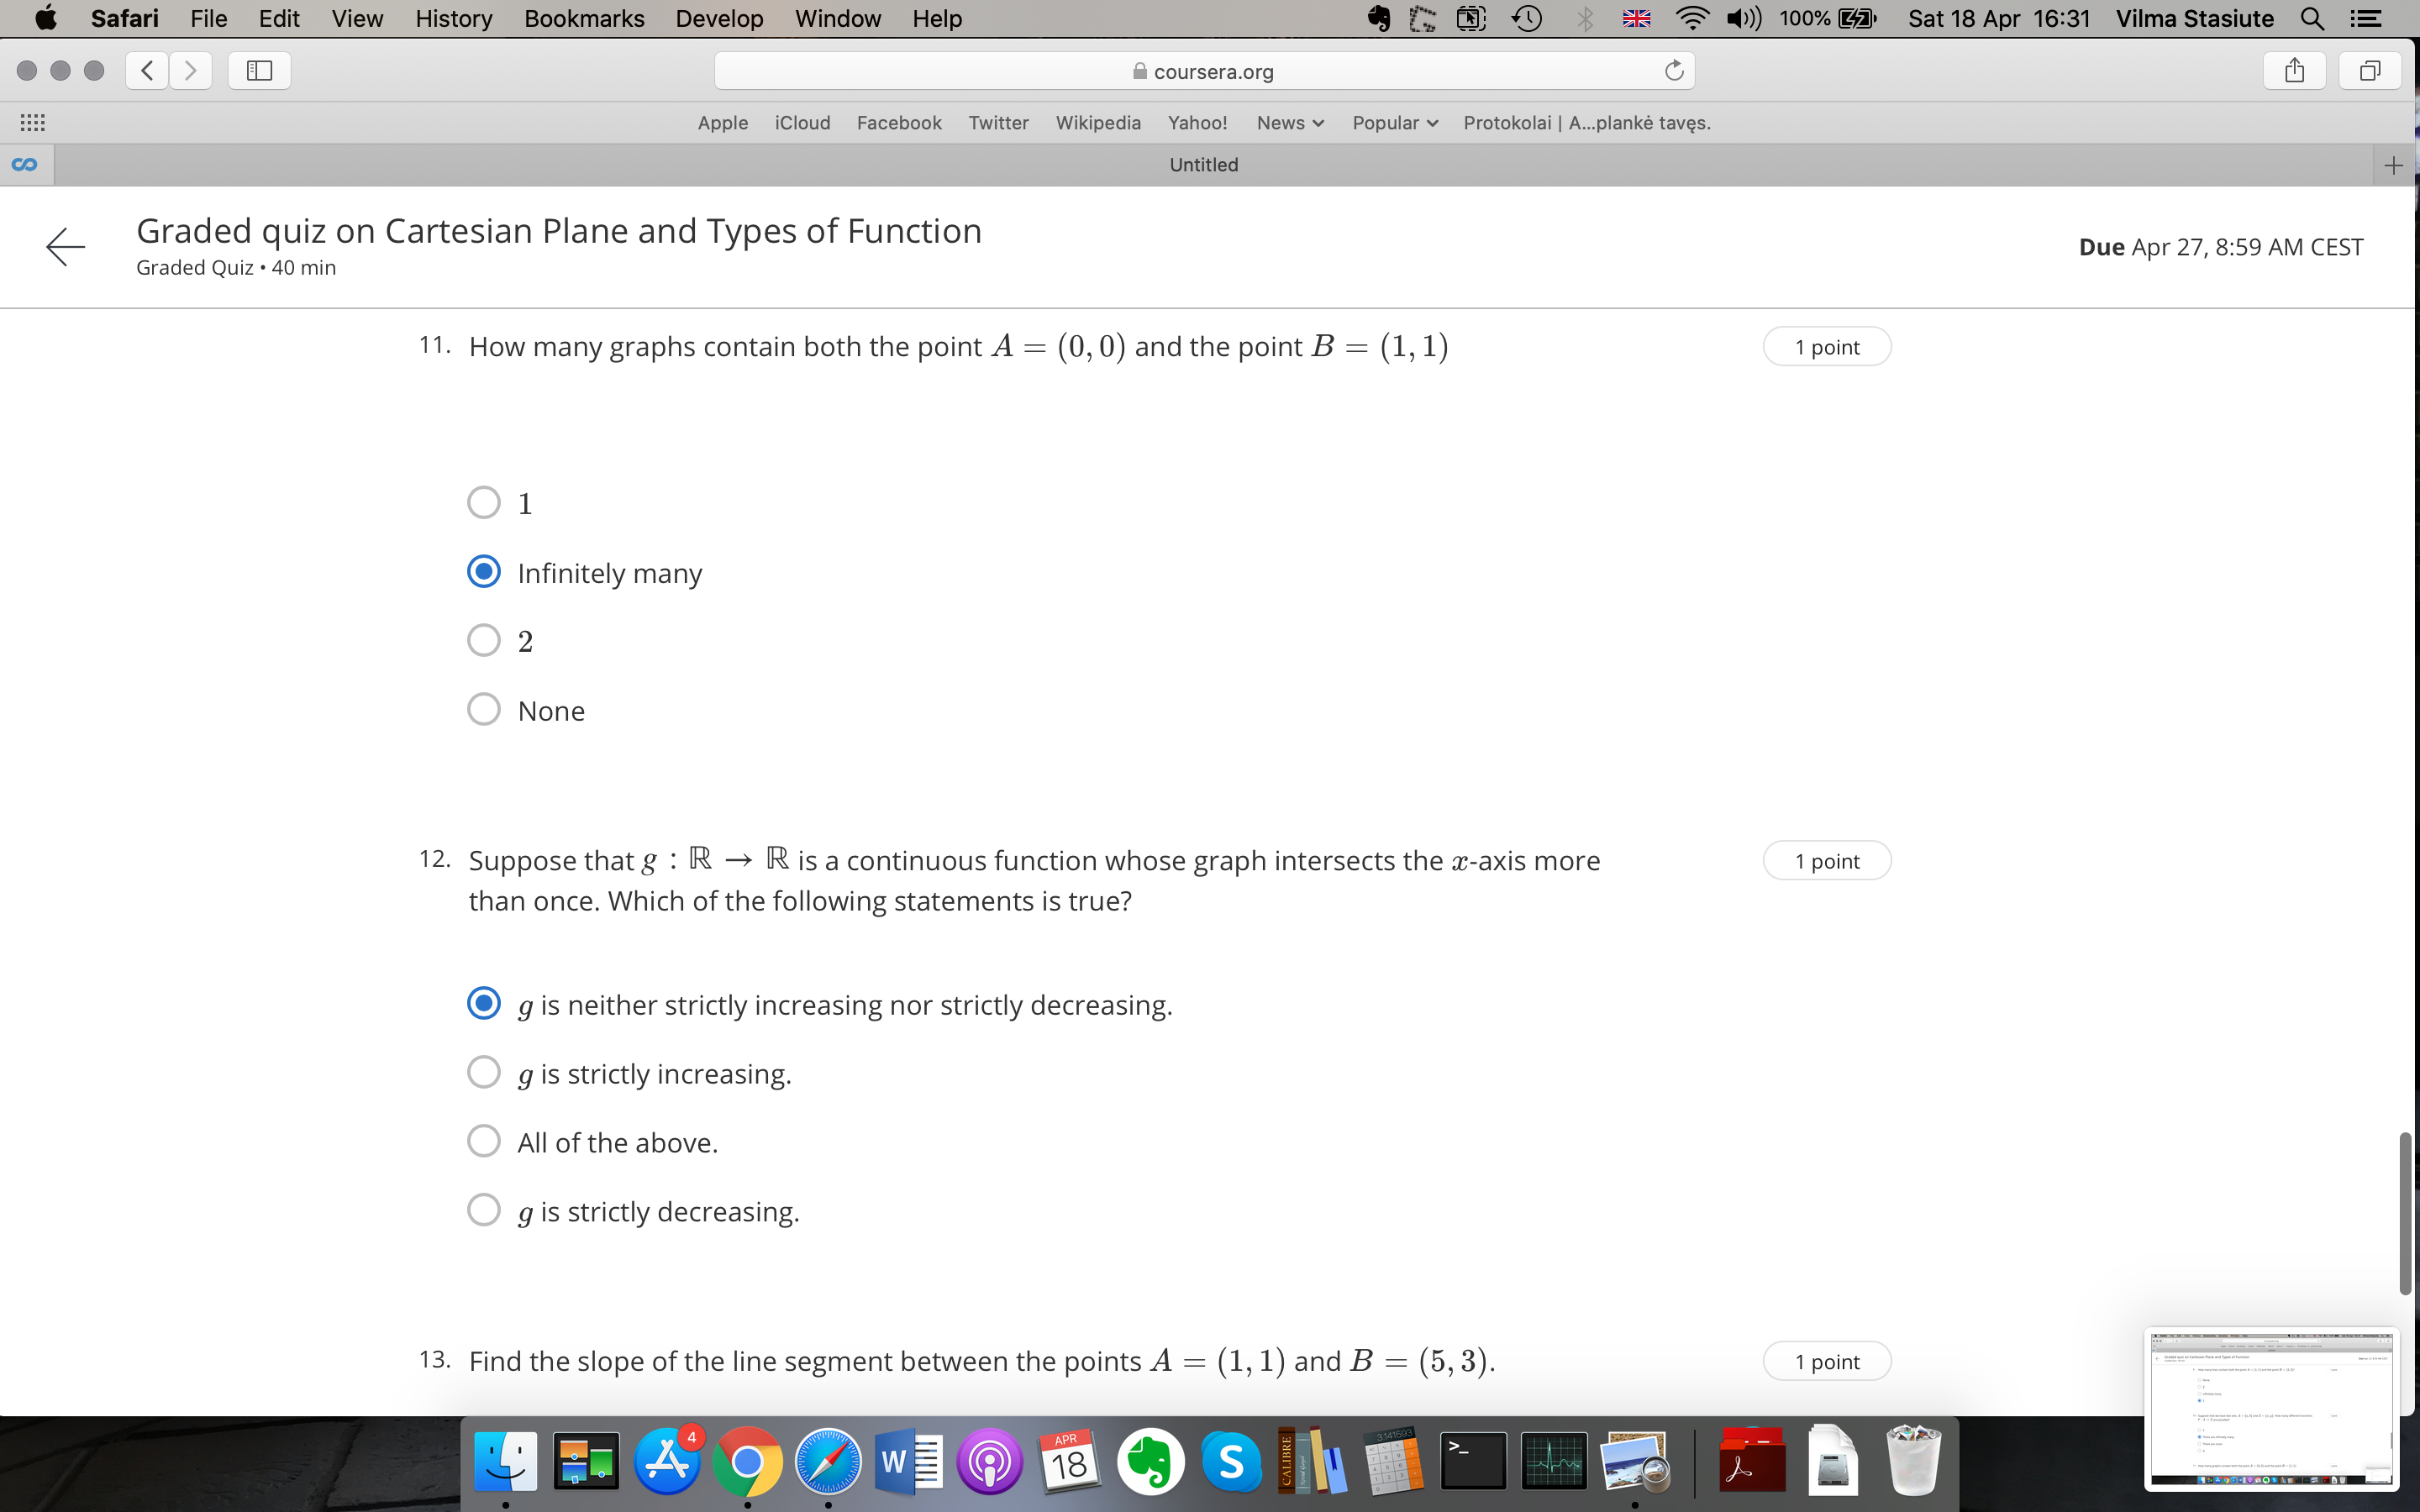 Safari File Edit View History Bookmarks Develop Window Help 100% Sat 18 Apr 16:31 Vilma Stasiute
coursera.org
Apple iCloud Facebook Twitter Wikipedia Yahoo! News Popular Protokolai | A...plankė tavęs.
Untitled
Graded quiz on Cartesian Plane and Types of Function
Graded Quiz • 40 min
Due Apr 27, 8:59 AM CEST
11. How many graphs contain both the point A = (0, 0) and the point B = (1, 1)
1 point
1
Infinitely many
2
None
12. Suppose that g : ℝ → ℝ is a continuous function whose graph intersects the x-axis more
than once. Which of the following statements is true?
1 point
g is neither strictly increasing nor strictly decreasing.
g is strictly increasing.
All of the above.
g is strictly decreasing.
13. Find the slope of the line segment between the points A = (1, 1) and B = (5, 3).
1 point
4
W
APR
18
S
CALIBRE
3.141593
>_